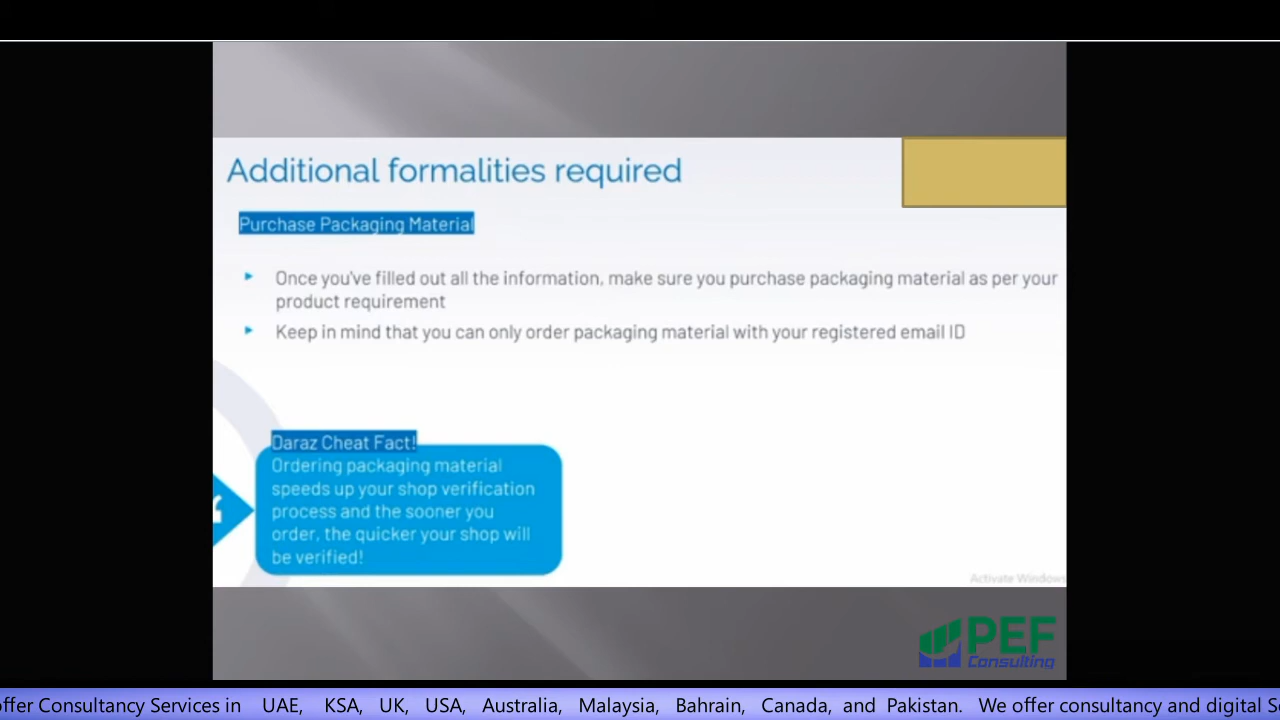 Additional formalities required
Purchase Packaging Material
Once you've filled out all the information, make sure you purchase packaging material as per your
product requirement
Keep in mind that you can only order packaging material with your registered email ID
Daraz Cheat Fact!
Ordering packaging material
speeds up your shop verification
process and the sooner you
order, the quicker your shop will
be verified!
Activate Windows
PEF
Consulting
ffer Consultancy Services in UAE, KSA, UK, USA, Australia, Malaysia, Bahrain, Canada, and Pakistan. We offer consultancy and digital S